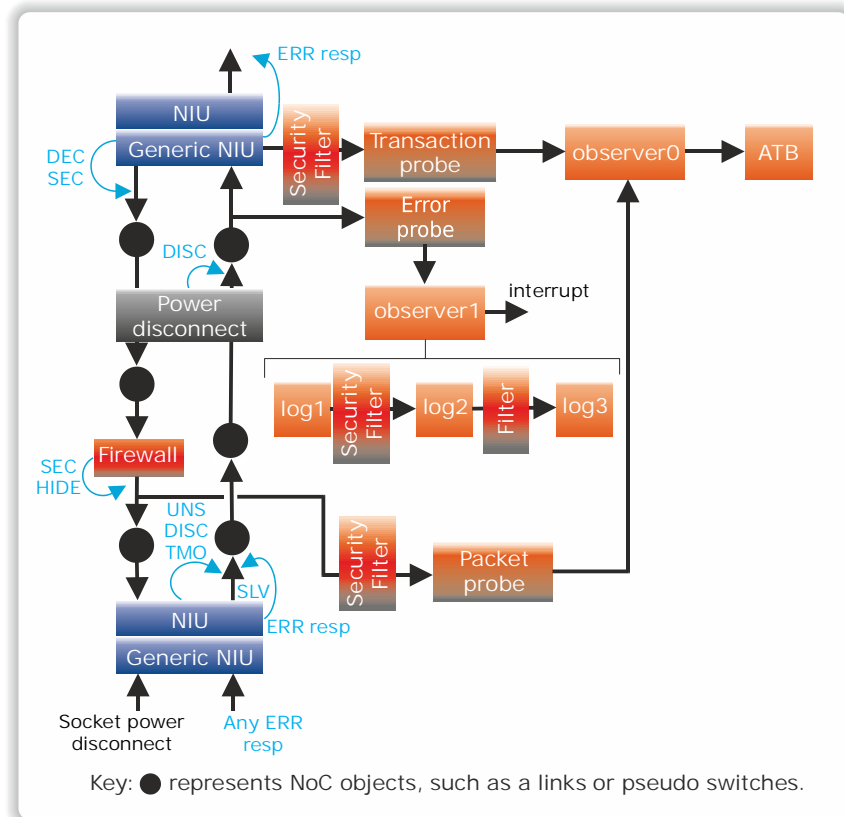 ERR resp
NIU
Generic NIU
DEC
SEC
Security
Filter
Transaction
probe
observer0
ATB
Error
probe
DISC
Power
disconnect
observer1
interrupt
log1
Security
Filter
log2
Filter
log3
Firewall
SEC
HIDE
UNS
DISC
TMO
SLV
Security
Filter
Packet
probe
NIU
ERR resp
Generic NIU
Socket power
disconnect
Any ERR
resp
Key: represents NoC objects, such as a links or pseudo switches.